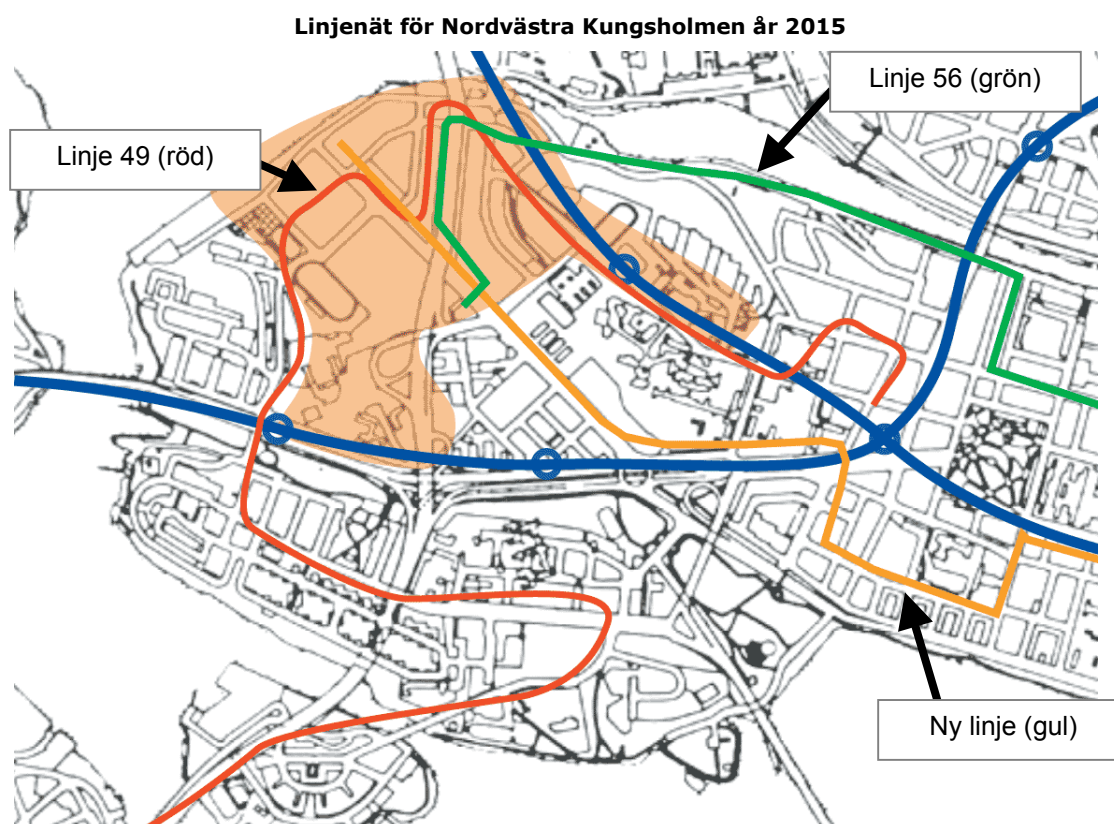 Linjenät för Nordvästra Kungsholmen år 2015
Linje 56 (grön)
Linje 49 (röd)
Ny linje (gul)